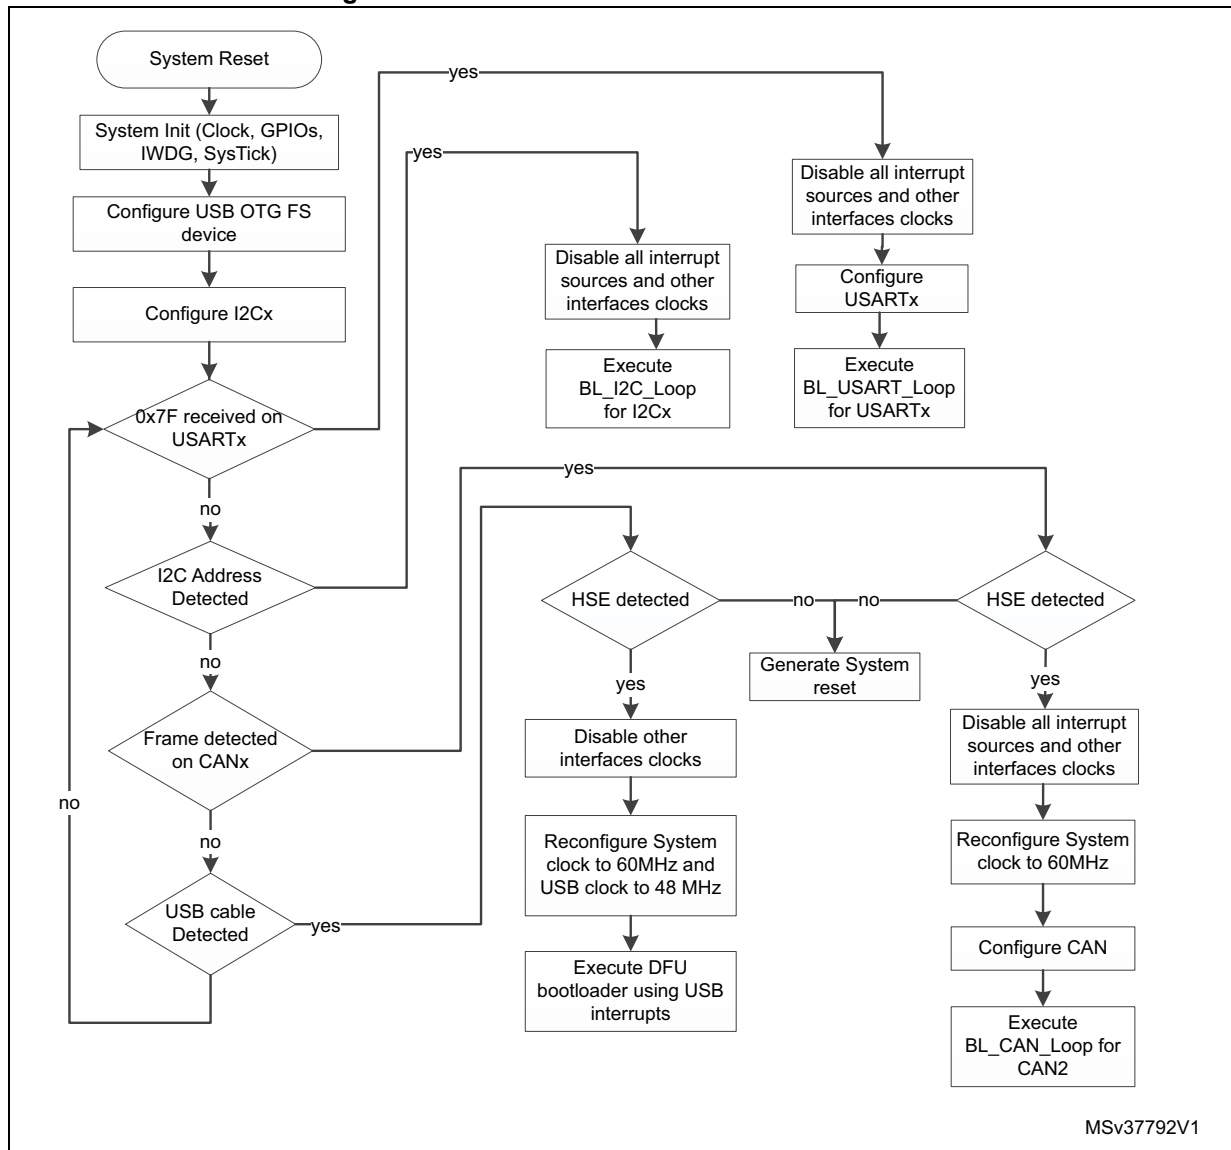 System Reset
System Init (Clock, GPIOs,
IWDG, SysTick)
Configure USB OTG FS
device
Configure I2Cx
0x7F received on
USARTx
yes
no
I2C Address
Detected
yes
no
Frame detected
on CANx
yes
no
USB cable
Detected
yes
no
Disable all interrupt
sources and other
interfaces clocks
Execute
BL_I2C_Loop
for I2Cx
Disable all interrupt
sources and other
interfaces clocks
Configure
USARTx
Execute
BL_USART_Loop
for USARTx
HSE detected
no
no
HSE detected
Generate System
reset
yes
Disable other
interfaces clocks
Reconfigure System
clock to 60MHz and
USB clock to 48 MHz
Execute DFU
bootloader using USB
interrupts
yes
Disable all interrupt
sources and other
interfaces clocks
Reconfigure System
clock to 60MHz
Configure CAN
Execute
BL_CAN_Loop for
CAN2
MSv37792V1